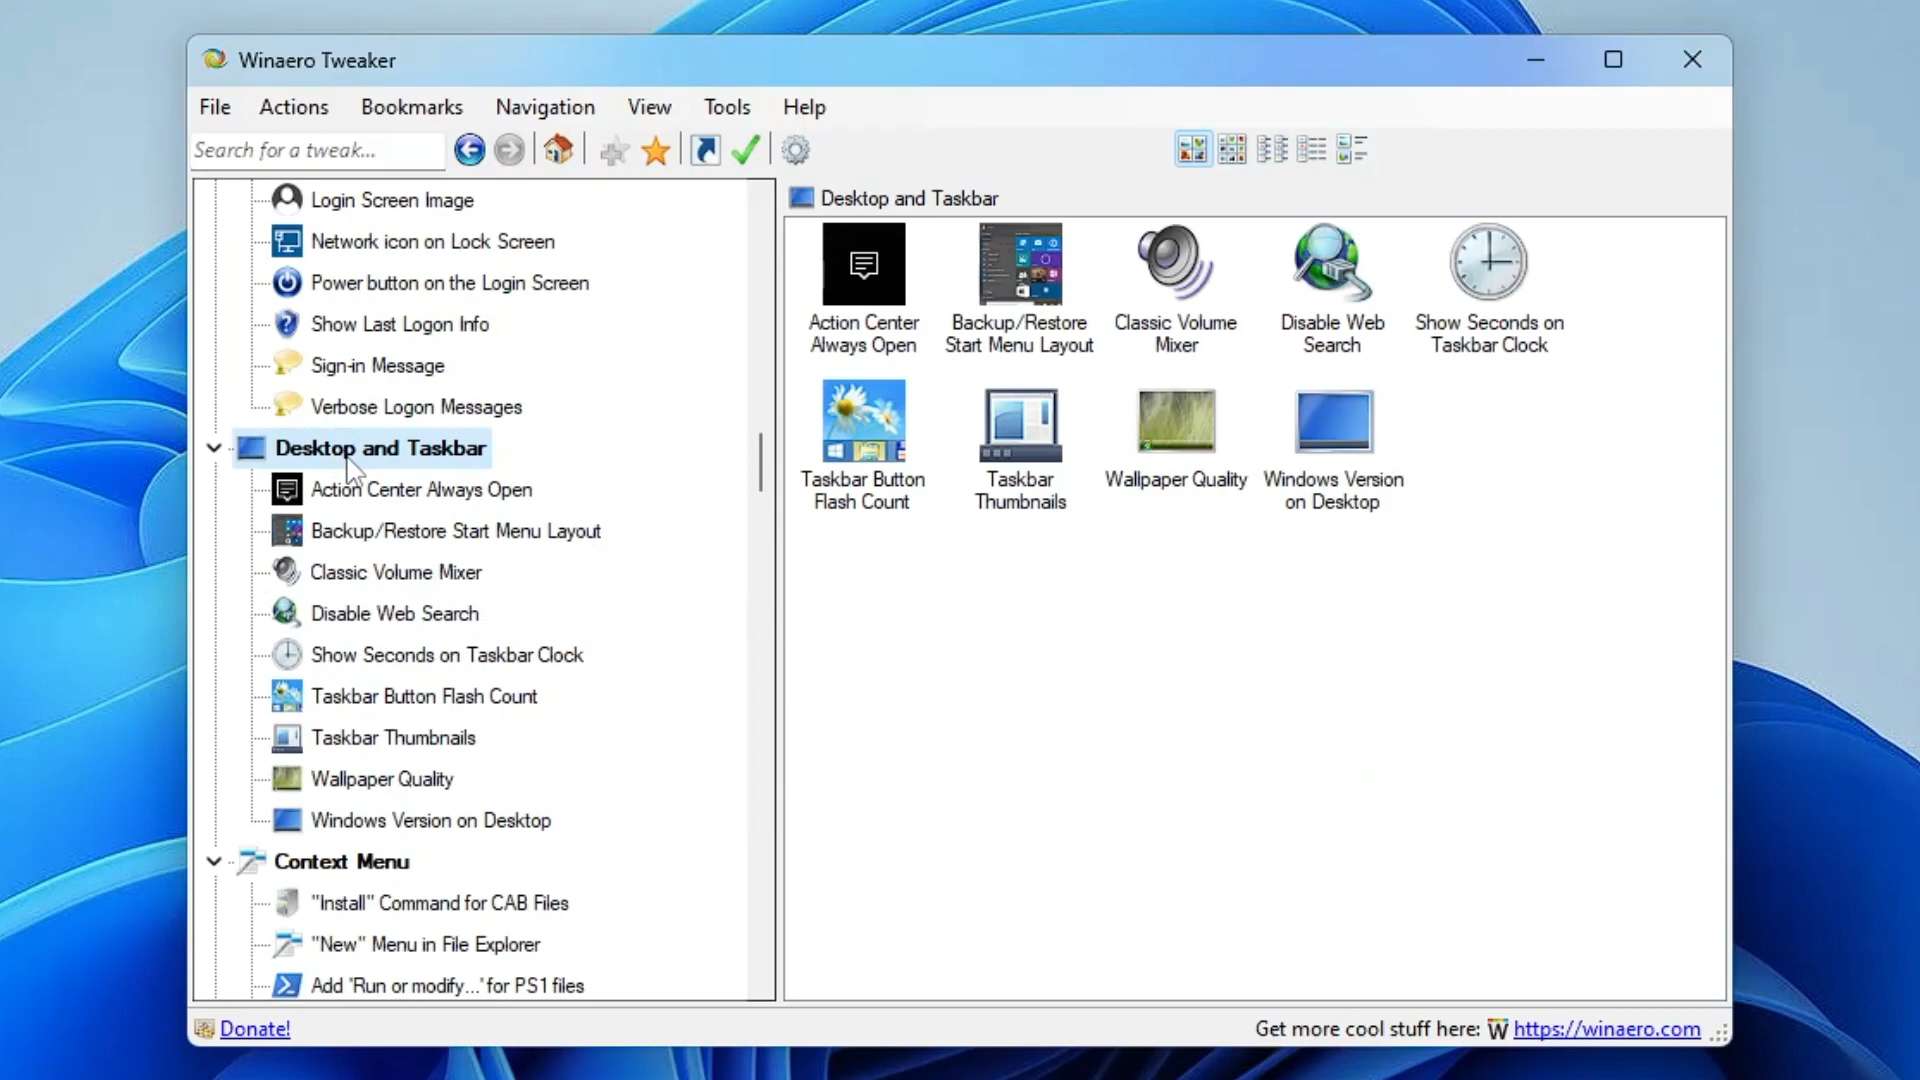 Winaero Tweaker
File Actions Bookmarks Navigation View Tools Help
Search for a tweak...
Login Screen Image
Network icon on Lock Screen
Power button on the Login Screen
Show Last Logon Info
Sign-in Message
Verbose Logon Messages
Desktop and Taskbar
Action Center Always Open
Backup/Restore Start Menu Layout
Classic Volume Mixer
Disable Web Search
Show Seconds on Taskbar Clock
Taskbar Button Flash Count
Taskbar Thumbnails
Wallpaper Quality
Windows Version on Desktop
Context Menu
"Install" Command for CAB Files
"New" Menu in File Explorer
Add 'Run or modify...' for PS1 files
Desktop and Taskbar
Action Center
Always Open
Backup/Restore
Start Menu Layout
Classic Volume
Mixer
Disable Web
Search
Show Seconds on
Taskbar Clock
Taskbar Button
Flash Count
Taskbar
Thumbnails
Wallpaper Quality
Windows Version
on Desktop
Donate!
Get more cool stuff here: W https://winaero.com